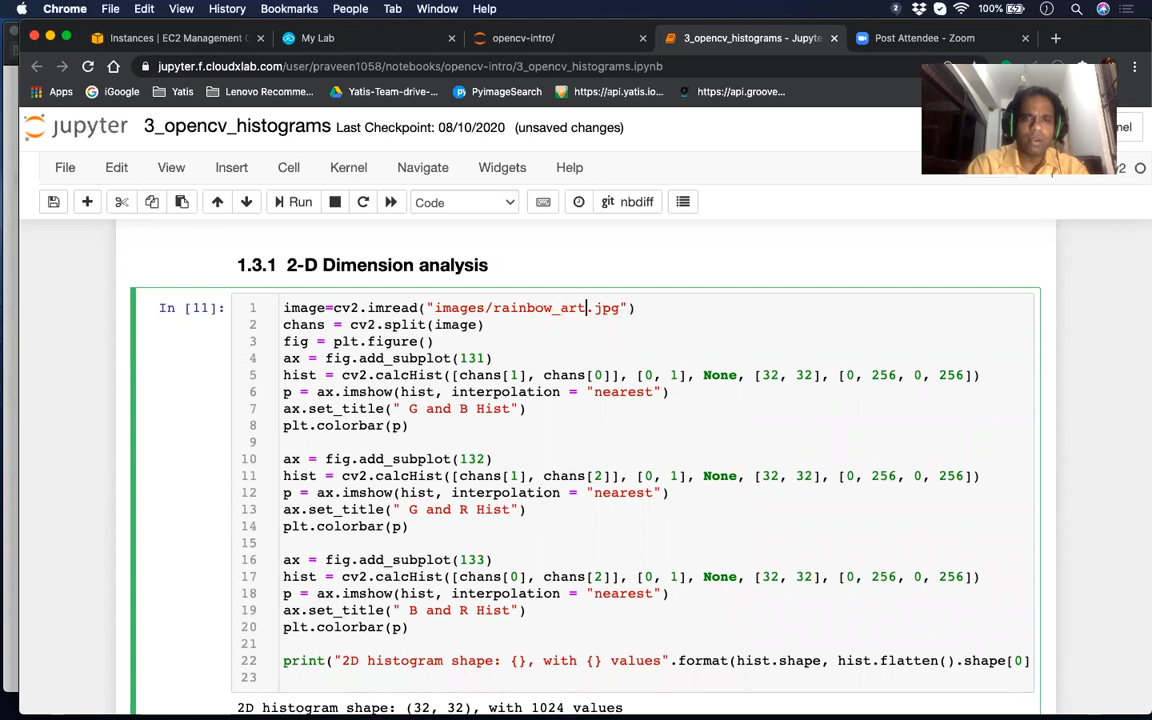 Chrome File Edit View History Bookmarks People Tab Window Help 2 100%
Instances | EC2 Management My Lab opencv-intro/ 3_opencv_histograms - Jupyte Post Attendee - Zoom
jupyter.f.cloudxlab.com/user/praveen1058/notebooks/opencv-intro/3_opencv_histograms.ipynb
Apps iGoogle Yatis Lenovo Recomme... Yatis-Team-drive-... PyimageSearch https://api.yatis.io... https://api.groove...
jupyter 3_opencv_histograms Last Checkpoint: 08/10/2020 (unsaved changes)
File Edit View Insert Cell Kernel Navigate Widgets Help
Run Code git nbdiff
1.3.1 2-D Dimension analysis
In [11]:
1 image=cv2.imread("images/rainbow_art.jpg")
2 chans = cv2.split(image)
3 fig = plt.figure()
4 ax = fig.add_subplot(131)
5 hist = cv2.calcHist([chans[1], chans[0]], [0, 1], None, [32, 32], [0, 256, 0, 256])
6 p = ax.imshow(hist, interpolation = "nearest")
7 ax.set_title(" G and B Hist")
8 plt.colorbar(p)
9
10 ax = fig.add_subplot(132)
11 hist = cv2.calcHist([chans[1], chans[2]], [0, 1], None, [32, 32], [0, 256, 0, 256])
12 p = ax.imshow(hist, interpolation = "nearest")
13 ax.set_title(" G and R Hist")
14 plt.colorbar(p)
15
16 ax = fig.add_subplot(133)
17 hist = cv2.calcHist([chans[0], chans[2]], [0, 1], None, [32, 32], [0, 256, 0, 256])
18 p = ax.imshow(hist, interpolation = "nearest")
19 ax.set_title(" B and R Hist")
20 plt.colorbar(p)
21
22 print("2D histogram shape: {}, with {} values".format(hist.shape, hist.flatten().shape[0]
23
2D histogram shape: (32, 32), with 1024 values